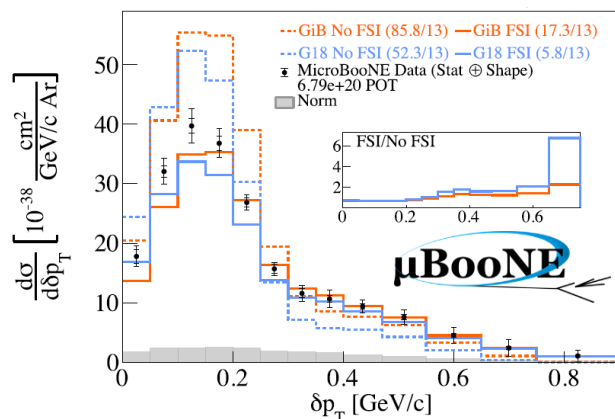 GiB No FSI (85.8/13) GiB FSI (17.3/13)
G18 No FSI (52.3/13) G18 FSI (5.8/13)
MicroBooNE Data (Stat ⊕ Shape)
6.79e+20 POT
Norm
50
40
30
20
10
0
dσ/dδp_T [10⁻³⁸ cm²/(GeV/c Ar)]
FSI/No FSI
6
4
2
0 0.2 0.4 0.6
μBooNE
0 0.2 0.4 0.6 0.8
δp_T [GeV/c]